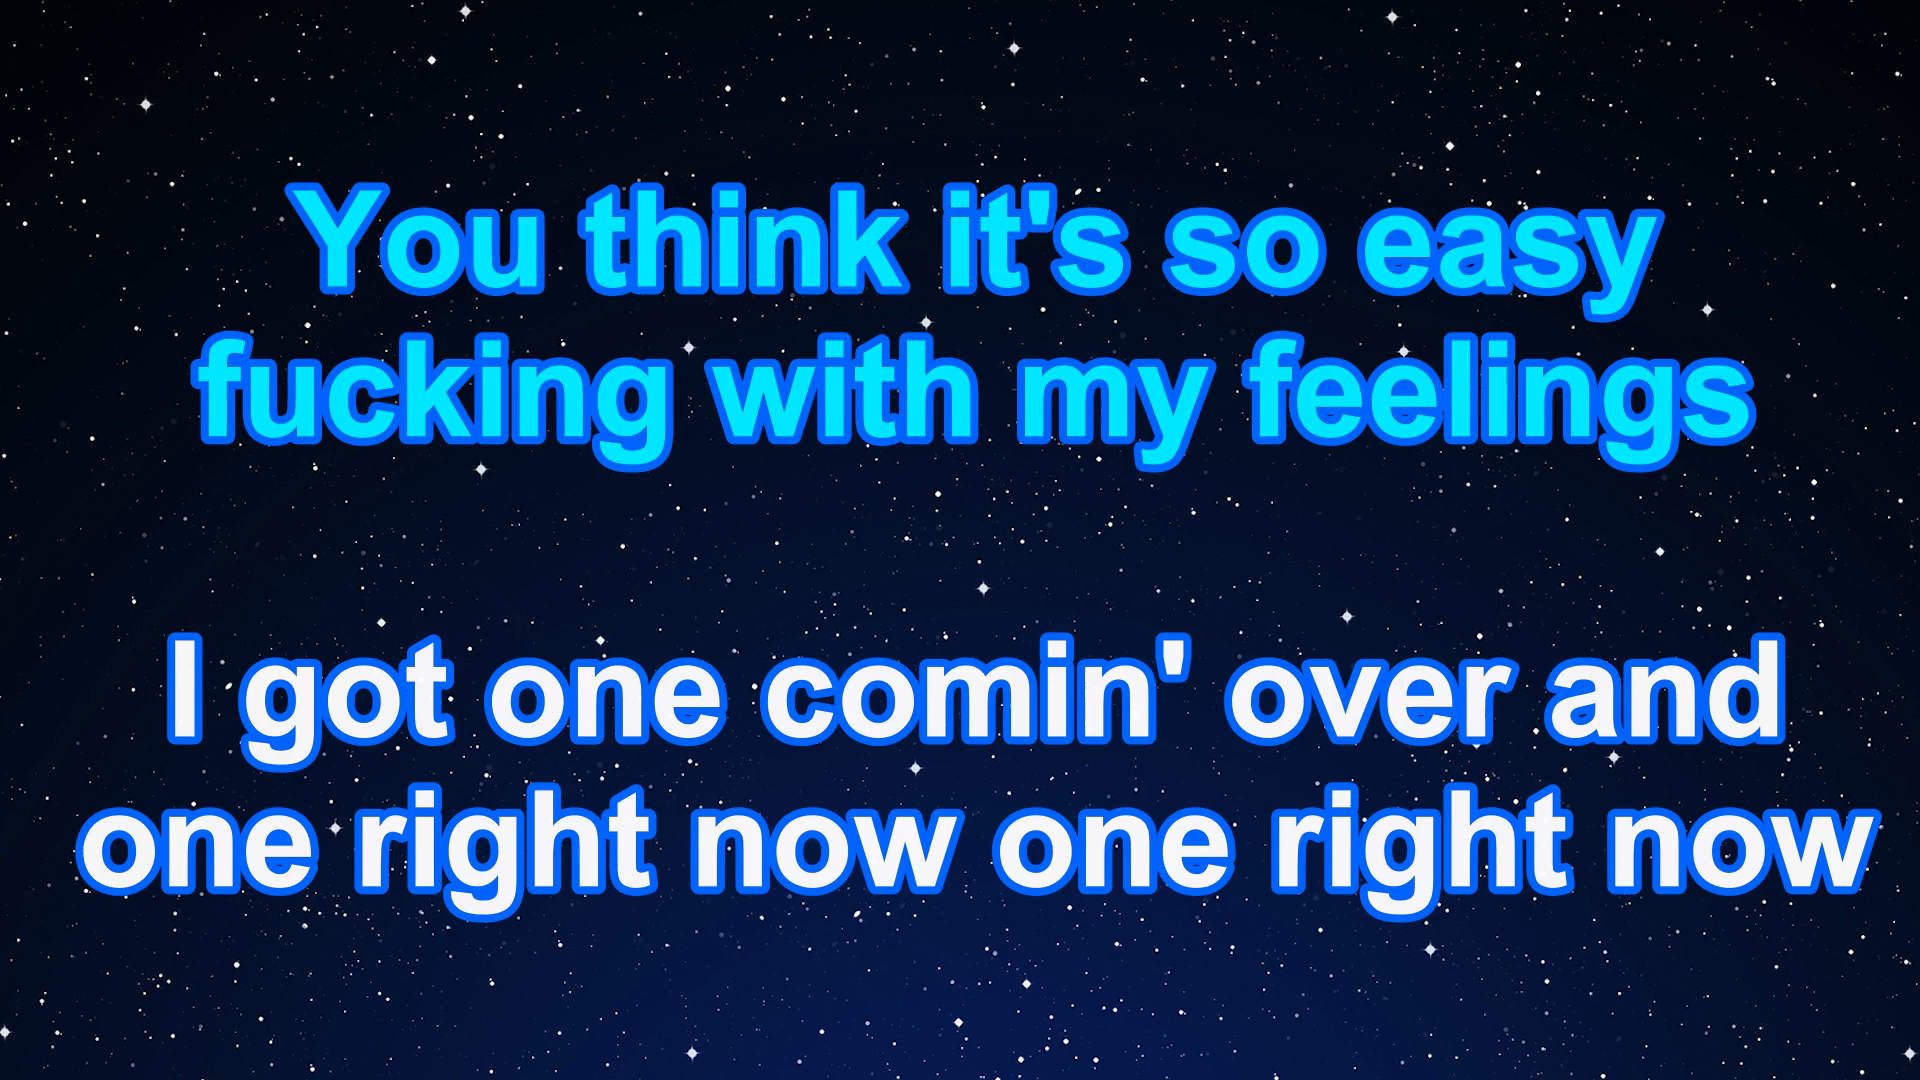 You think it's so easy
fucking with my feelings
I got one comin' over and
one right now one right now